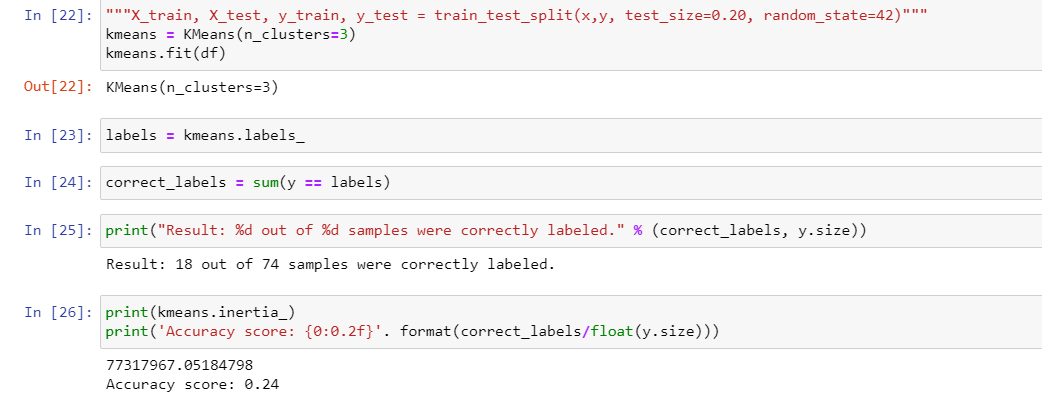 In [22]: """X_train, X_test, y_train, y_test = train_test_split(x,y, test_size=0.20, random_state=42)"""
kmeans = KMeans(n_clusters=3)
kmeans.fit(df)
Out[22]: KMeans(n_clusters=3)
In [23]: labels = kmeans.labels_
In [24]: correct_labels = sum(y == labels)
In [25]: print("Result: %d out of %d samples were correctly labeled." % (correct_labels, y.size))
Result: 18 out of 74 samples were correctly labeled.
In [26]: print(kmeans.inertia_)
print('Accuracy score: {0:0.2f}'. format(correct_labels/float(y.size)))
77317967.05184798
Accuracy score: 0.24